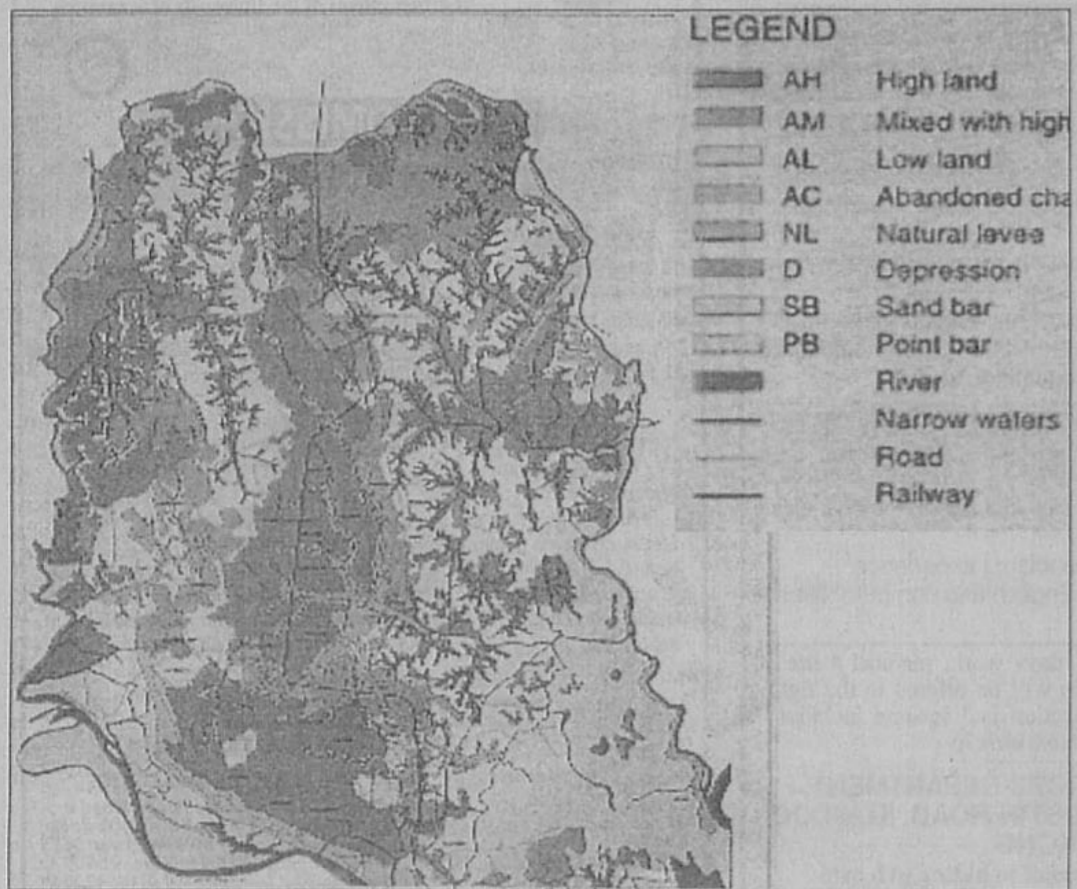 LEGEND
AH High land
AM Mixed with high
AL Low land
AC Abandoned cha
NL Natural levee
D Depression
SB Sand bar
PB Point bar
River
Narrow waters
Road
Railway